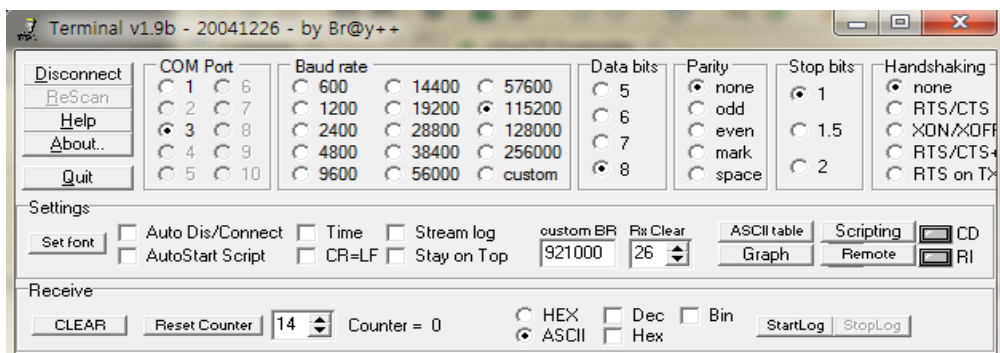 Terminal v1.9b - 20041226 - by Br@y++
Disconnect
ReScan
Help
About..
Quit
COM Port
1 6
2 7
3 8
4 9
5 10
Baud rate
600 14400 57600
1200 19200 115200
2400 28800 128000
4800 38400 256000
9600 56000 custom
Data bits
5
6
7
8
Parity
none
odd
even
mark
space
Stop bits
1
1.5
2
Handshaking
none
RTS/CTS
XON/XOFF
RTS/CTS+
RTS on TX
Settings
Set font
Auto Dis/Connect Time Stream log
AutoStart Script CR=LF Stay on Top
custom BR Rx Clear
921000 26
ASCII table Scripting CD
Graph Remote RI
Receive
CLEAR Reset Counter 14 Counter = 0
HEX Dec Bin
ASCII Hex
StartLog StopLog